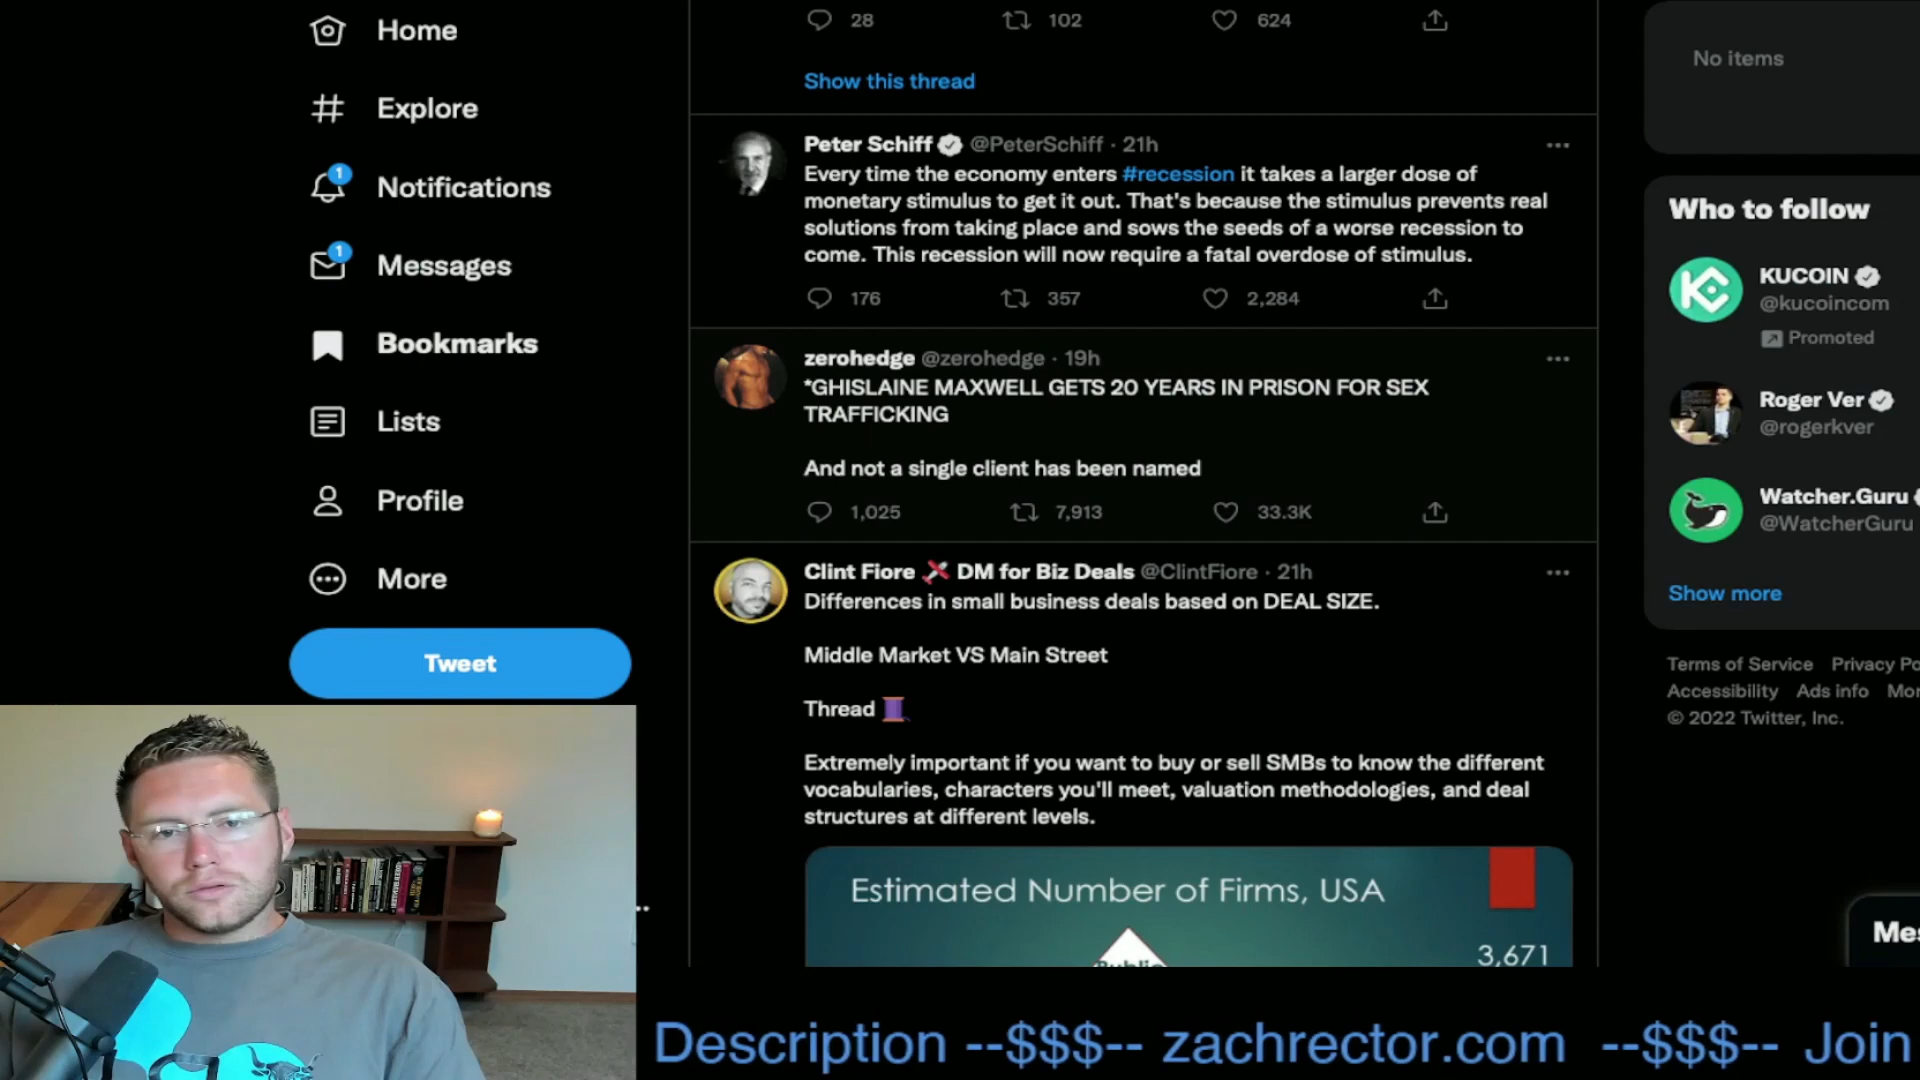 Home
Explore
1
Notifications
1
Messages
Bookmarks
Lists
Profile
More
Tweet
28 102 624
Show this thread
Peter Schiff @PeterSchiff · 21h
Every time the economy enters #recession it takes a larger dose of
monetary stimulus to get it out. That's because the stimulus prevents real
solutions from taking place and sows the seeds of a worse recession to
come. This recession will now require a fatal overdose of stimulus.
176 357 2,284
zerohedge @zerohedge · 19h
*GHISLAINE MAXWELL GETS 20 YEARS IN PRISON FOR SEX
TRAFFICKING
And not a single client has been named
1,025 7,913 33.3K
Clint Fiore DM for Biz Deals @ClintFiore · 21h
Differences in small business deals based on DEAL SIZE.
Middle Market VS Main Street
Thread
Extremely important if you want to buy or sell SMBs to know the different
vocabularies, characters you'll meet, valuation methodologies, and deal
structures at different levels.
Estimated Number of Firms, USA
Public
3,671
No items
Who to follow
KUCOIN
@kucoincom
Promoted
Roger Ver
@rogerkver
Watcher.Guru
@WatcherGuru
Show more
Terms of Service Privacy Po
Accessibility Ads info Mor
© 2022 Twitter, Inc.
Mes
Description --$$$-- zachrector.com --$$$-- Join